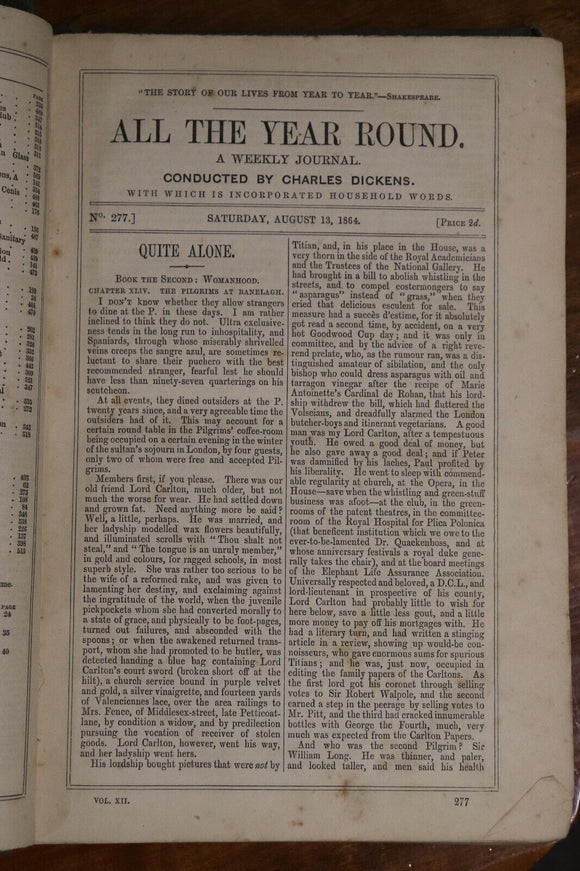 "THE STORY OF OUR LIVES FROM YEAR TO YEAR."—SHAKESPEARE.
ALL THE YEAR ROUND.
A WEEKLY JOURNAL.
CONDUCTED BY CHARLES DICKENS.
WITH WHICH IS INCORPORATED HOUSEHOLD WORDS.
No. 277.] SATURDAY, AUGUST 13, 1864. [PRICE 2d.
QUITE ALONE.
BOOK THE SECOND: WOMANHOOD.
CHAPTER XLIV. THE PILGRIMS AT RANELAGH.
I DON'T know whether they allow strangers
to dine at the P. in these days. I am rather
inclined to think they do not. Ultra exclusive-
ness tends in the long run to inhospitality, and
Spaniards, through whose miserably shrivelled
veins creeps the sangre azul, are sometimes re-
luctant to share their puchero with the best
recommended stranger, fearful lest he should
have less than ninety-seven quarterings on his
scutcheon.
At all events, they dined outsiders at the P.
twenty years since, and a very agreeable time the
outsiders had of it. This may account for a
certain round table in the Pilgrims' coffee-room
being occupied on a certain evening in the winter
of the sultan's sojourn in London, by four guests,
only two of whom were free and accepted Pil-
grims.
Members first, if you please. There was our
old friend Lord Carlton, much older, but not
much the worse for wear. He had settled down
and grown fat. Need anything more be said?
Well, a little, perhaps. He was married, and
her ladyship modelled wax flowers beautifully,
and illuminated scrolls with "Thou shalt not
steal," and "The tongue is an unruly member,"
in gold and colours, for ragged schools, in most
superb style. She was rather too serious to be
the wife of a reformed rake, and was given to
lamenting her destiny, and exclaiming against
the ingratitude of the world, when the juvenile
pickpockets whom she had converted morally to
a state of grace, and physically to be foot-pages,
turned out failures, and absconded with the
spoons; or when the awakened returned trans-
port, whom she had promoted to be butler, was
detected handing a blue bag containing Lord
Carlton's court sword (broken short off at the
hilt), a church service bound in purple velvet
and gold, a silver vinaigrette, and fourteen yards
of Valenciennes lace, over the area railings to
Mrs. Fence, of Middlesex-street, late Petticoat-
lane, by condition a widow, and by predilection
pursuing the vocation of receiver of stolen
goods. Lord Carlton, however, went his way,
and her ladyship went hers.
His lordship bought pictures that were not by
Titian, and, in his place in the House, was a
very thorn in the side of the Royal Academicians
and the Trustees of the National Gallery. He
had brought in a bill to abolish whistling in the
streets, and to compel costermongers to say
"asparagus" instead of "grass," when they
cried that delicious esculent for sale. This
measure had a succès d'estime, for it absolutely
got read a second time, by accident, on a very
hot Goodwood Cup day; and it was only in
committee, and by the advice of a right reve-
rend prelate, who, as the rumour ran, was a dis-
tinguished amateur of sibilation, and the only
bishop who could dress asparagus with oil and
tarragon vinegar after the recipe of Marie
Antoinette's Cardinal de Rohan, that his lord-
ship withdrew the bill, which had fluttered the
Volscians, and dreadfully alarmed the London
butcher-boys and itinerant vegetarians. A good
man was my Lord Carlton, after a tempestuous
youth. He owed a good deal of money, but
he also gave away a good deal; and if Peter
was damnified by his laches, Paul profited by
his liberality. He went to sleep with commend-
able regularity at church, at the Opera, in the
House—save when the whistling and green-stuff
business was afoot—at the club, in the green-
rooms of the patent theatres, in the committee-
room of the Royal Hospital for Plica Polonica
(that beneficent institution which we owe to the
ever-to-be-lamented Dr. Quackenboss, and at
whose anniversary festivals a royal duke gene-
rally takes the chair), and at the board meetings
of the Elephant Life Assurance Association.
Universally respected and beloved, a D.C.L., and
lord-lieutenant in prospective of his county,
Lord Carlton had probably little to wish for
here below, save a little less gout, and a little
more money to pay off his mortgages with. He
had a literary turn, and had written a stinging
article in a review, showing up would-be con-
noisseurs, who gave enormous sums for spurious
Titians; and he was, just now, occupied in
editing the family papers of the Carltons. As
the first lord got his coronet through selling
votes to Sir Robert Walpole, and the second
earned a step in the peerage by selling votes to
Mr. Pitt, and the third had cracked innumerable
bottles with George the Fourth, much, very
much was expected from the Carlton Papers.
And who was the second Pilgrim? Sir
William Long. He was thinner, and paler,
and looked taller, and men said his health
VOL. XII. 277